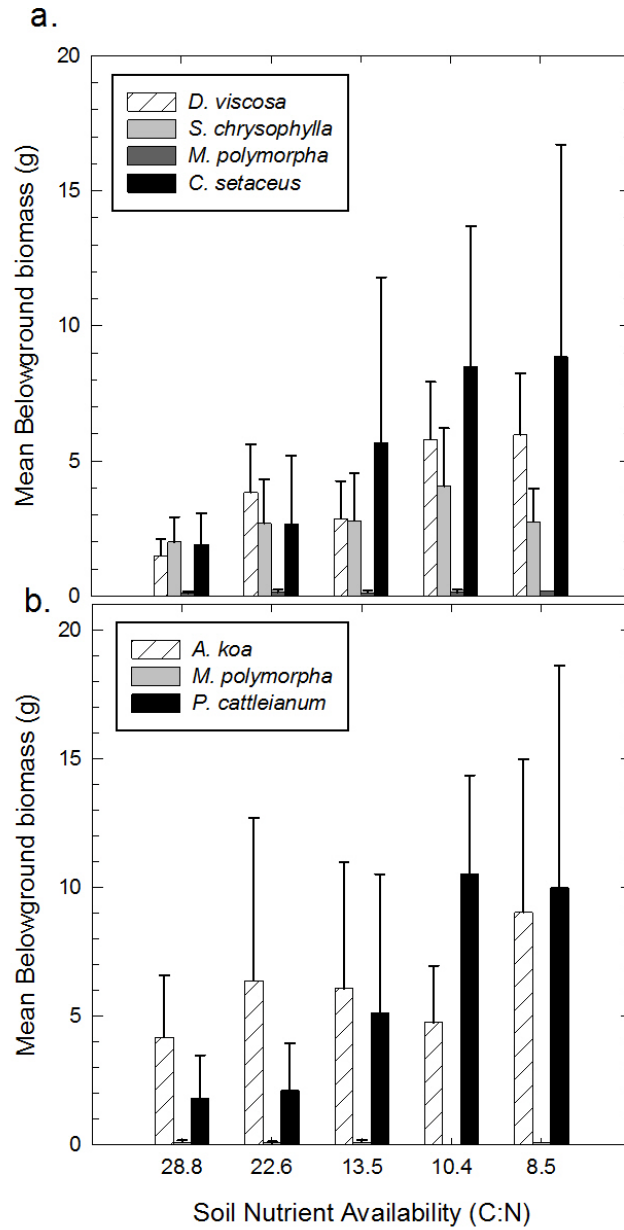 a.
20
15
10
5
0
Mean Belowground biomass (g)
D. viscosa
S. chrysophylla
M. polymorpha
C. setaceus
b.
20
15
10
5
0
Mean Belowground biomass (g)
A. koa
M. polymorpha
P. cattleianum
28.8 22.6 13.5 10.4 8.5
Soil Nutrient Availability (C:N)